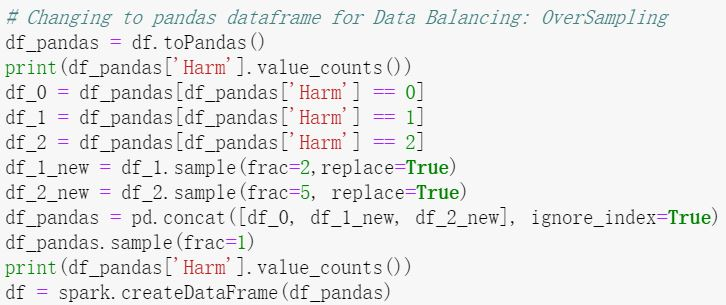 # Changing to pandas dataframe for Data Balancing: OverSampling
df_pandas = df.toPandas()
print(df_pandas['Harm'].value_counts())
df_0 = df_pandas[df_pandas['Harm'] == 0]
df_1 = df_pandas[df_pandas['Harm'] == 1]
df_2 = df_pandas[df_pandas['Harm'] == 2]
df_1_new = df_1.sample(frac=2,replace=True)
df_2_new = df_2.sample(frac=5, replace=True)
df_pandas = pd.concat([df_0, df_1_new, df_2_new], ignore_index=True)
df_pandas.sample(frac=1)
print(df_pandas['Harm'].value_counts())
df = spark.createDataFrame(df_pandas)